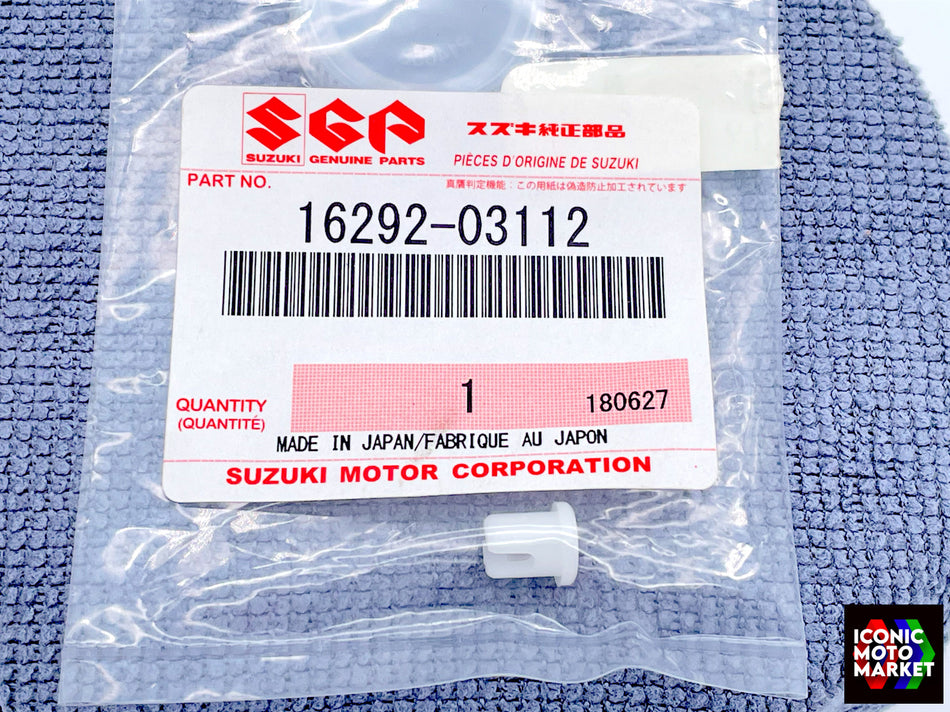 SGP スズキ純正部品
SUZUKI GENUINE PARTS PIÈCES D'ORIGINE DE SUZUKI
PART NO. 真贋判定機能:この用紙は偽造防止加工されています
16292-03112
1 180627
QUANTITY
(QUANTITÉ)
MADE IN JAPAN/FABRIQUE AU JAPON
SUZUKI MOTOR CORPORATION
ICONIC
MOTO
MARKET